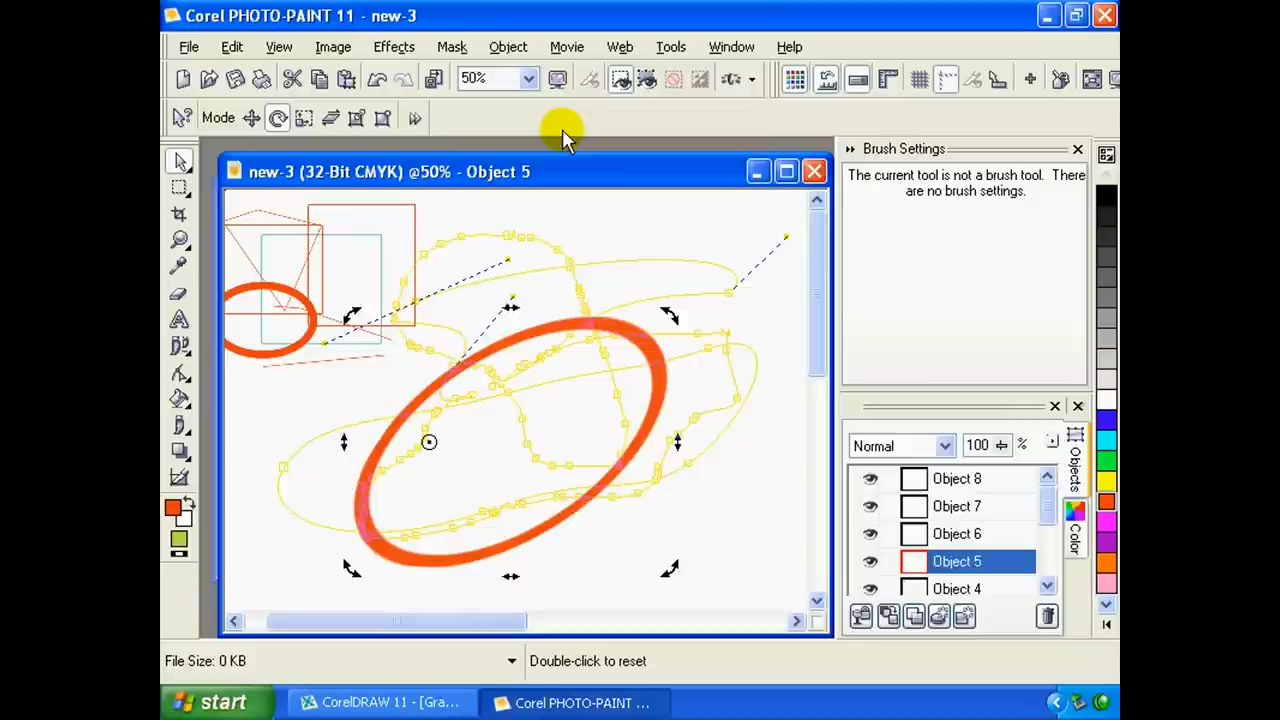 Corel PHOTO-PAINT 11 - new-3
File Edit View Image Effects Mask Object Movie Web Tools Window Help
50%
Mode
new-3 (32-Bit CMYK) @50% - Object 5
Brush Settings
The current tool is not a brush tool. There
are no brush settings.
Normal 100 %
Object 8
Object 7
Object 6
Object 5
Object 4
Objects
Color
File Size: 0 KB Double-click to reset
start CorelDRAW 11 - [Gra... Corel PHOTO-PAINT ...